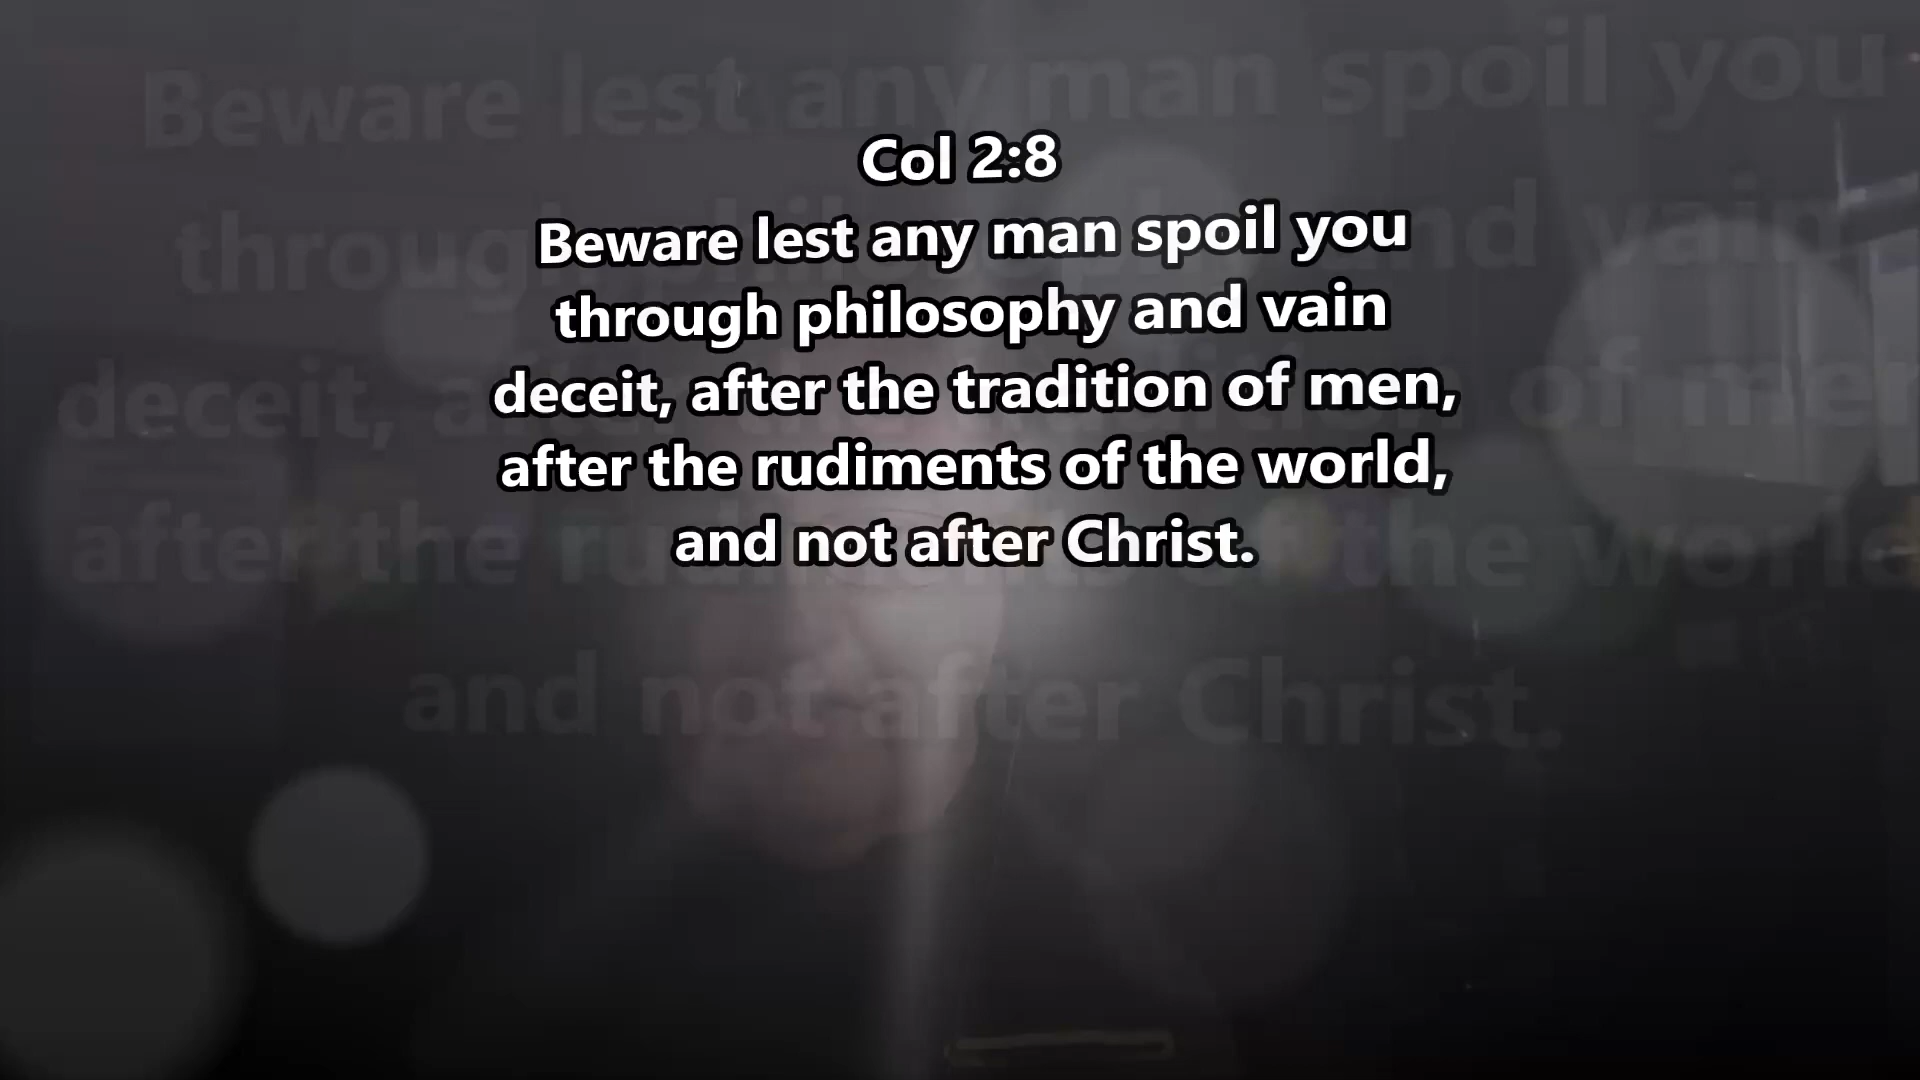 Col 2:8
Beware lest any man spoil you
through philosophy and vain
deceit, after the tradition of men,
after the rudiments of the world,
and not after Christ.